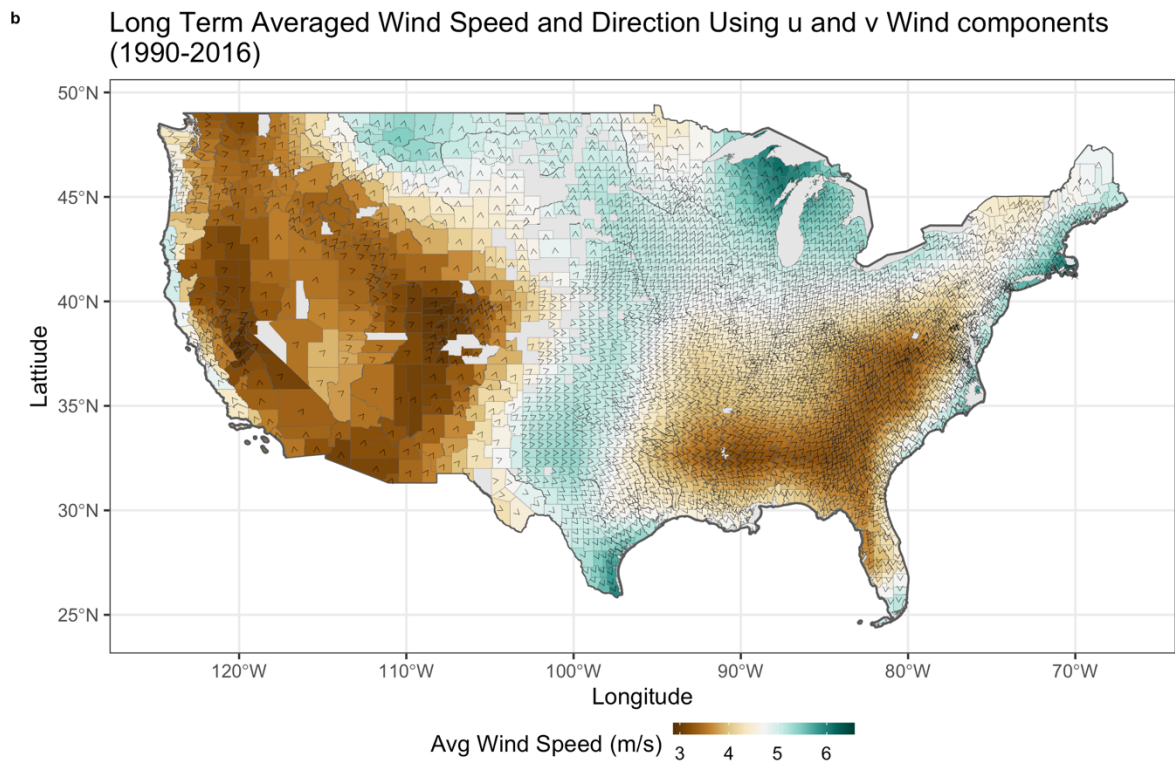 b
Long Term Averaged Wind Speed and Direction Using u and v Wind components
(1990-2016)
50°N
45°N
40°N
35°N
30°N
25°N
Lattiude
120°W 110°W 100°W 90°W 80°W 70°W
Longitude
Avg Wind Speed (m/s)
3 4 5 6